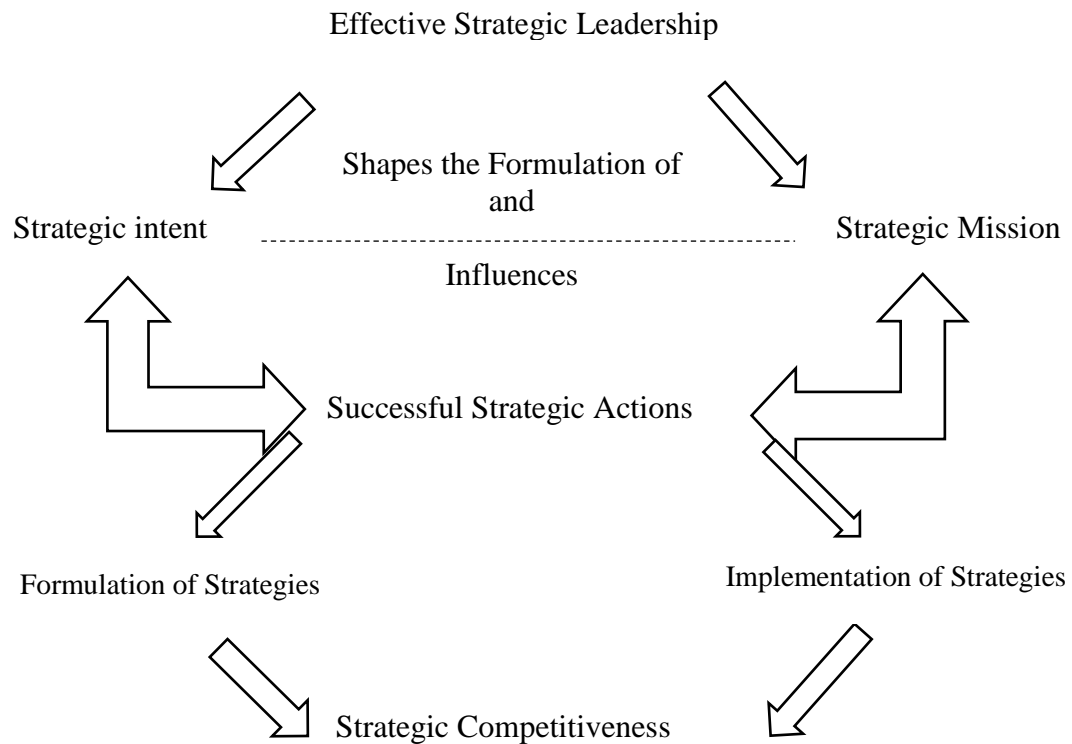 Effective Strategic Leadership
Shapes the Formulation of
and
Strategic intent
Strategic Mission
Influences
Successful Strategic Actions
Formulation of Strategies
Implementation of Strategies
Strategic Competitiveness